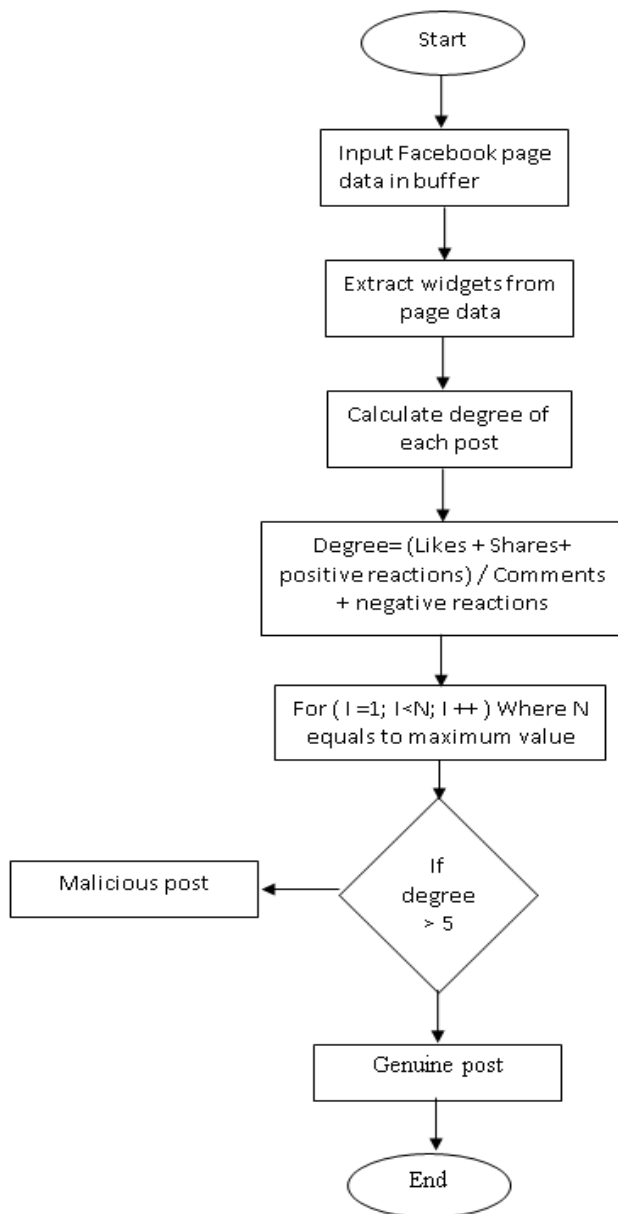 Start
Input Facebook page
data in buffer
Extract widgets from
page data
Calculate degree of
each post
Degree= (Likes + Shares+
positive reactions) / Comments
+ negative reactions
For ( I =1; I<N; I ++ ) Where N
equals to maximum value
If
degree
> 5
Malicious post
Genuine post
End